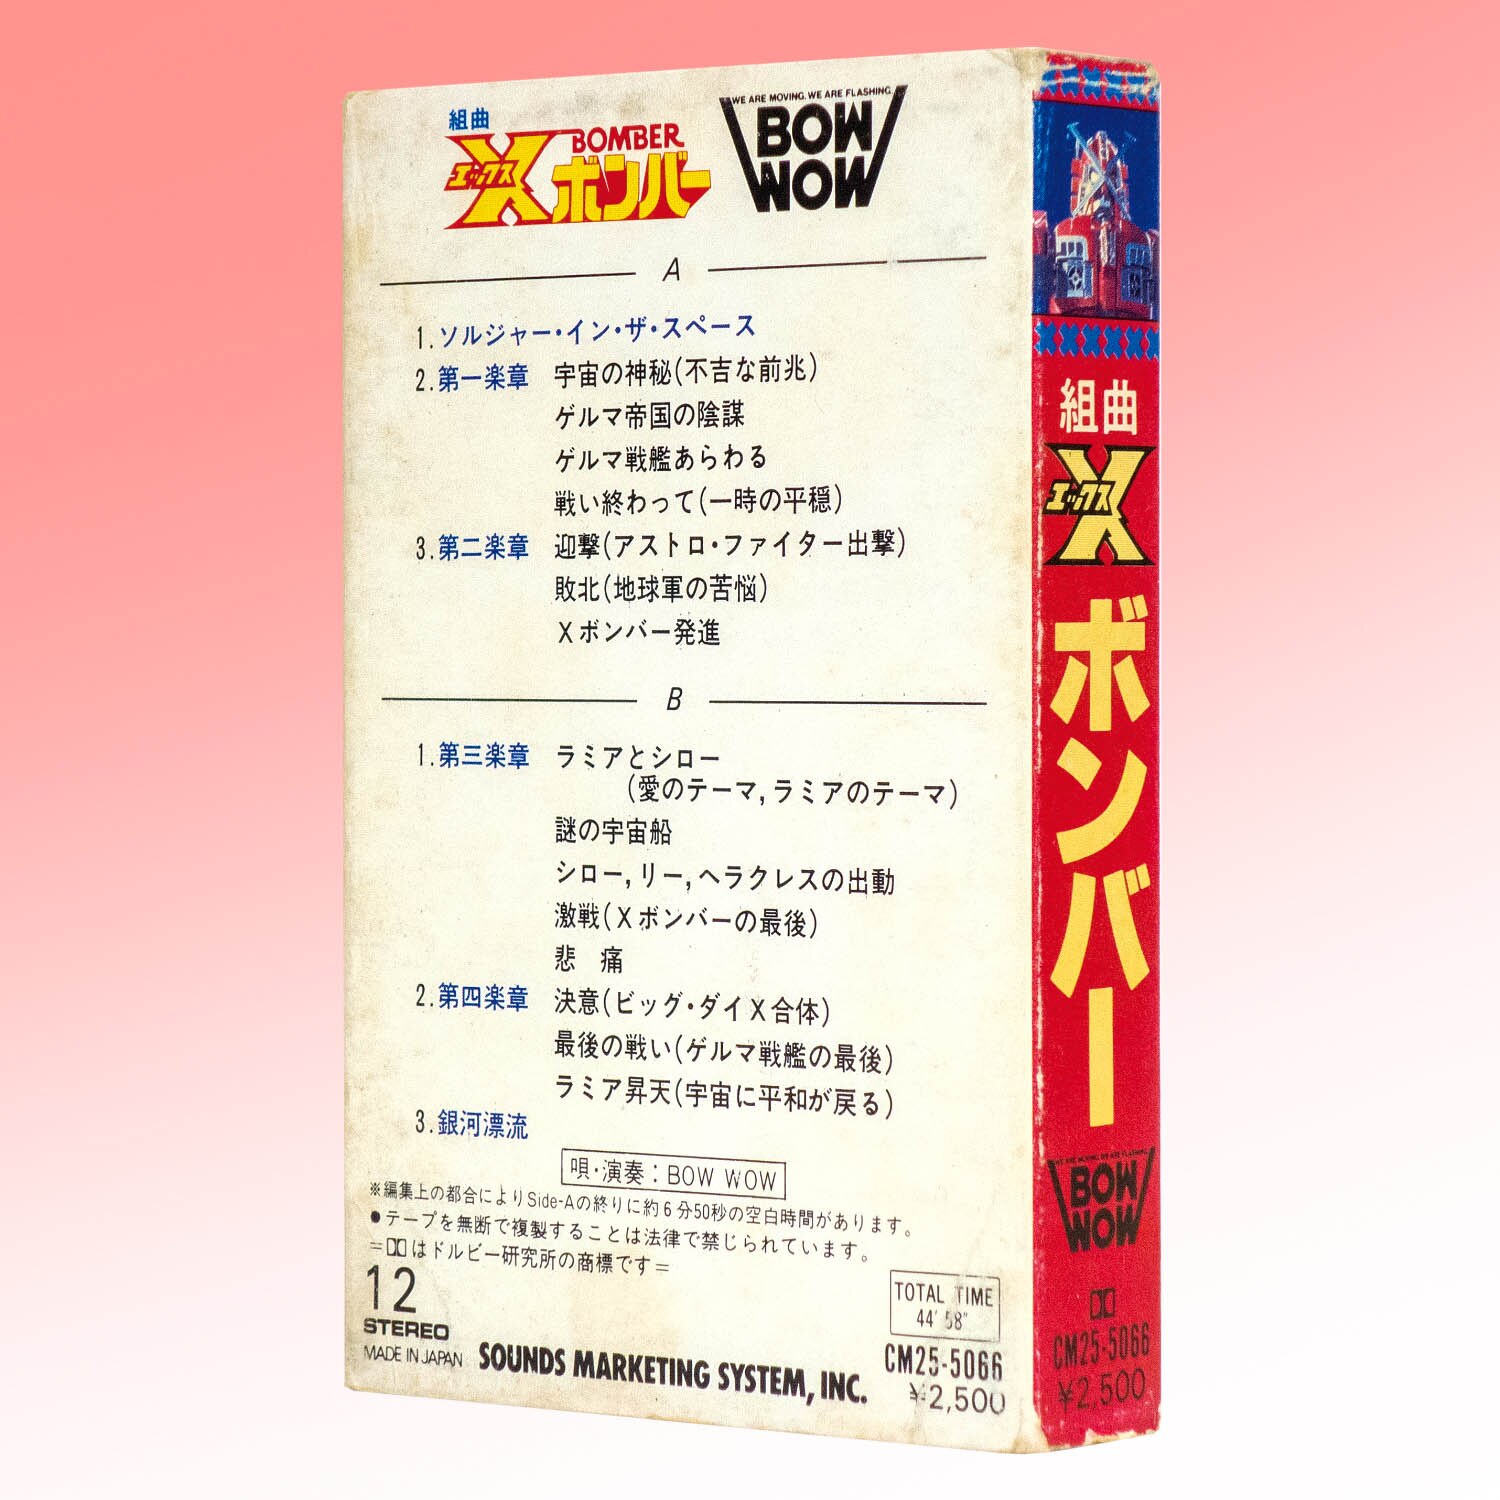 組曲
X エックス BOMBER ボンバー
WE ARE MOVING. WE ARE FLASHING.
BOW
WOW
A
1. ソルジャー・イン・ザ・スペース
2. 第一楽章 宇宙の神秘(不吉な前兆)
ゲルマ帝国の陰謀
ゲルマ戦艦あらわる
戦い終わって(一時の平穏)
3. 第二楽章 迎撃(アストロ・ファイター出撃)
敗北(地球軍の苦悩)
Xボンバー発進
B
1. 第三楽章 ラミアとシロー
(愛のテーマ,ラミアのテーマ)
謎の宇宙船
シロー,リー,ヘラクレスの出動
激戦(Xボンバーの最後)
悲 痛
2. 第四楽章 決意(ビッグ・ダイX合体)
最後の戦い(ゲルマ戦艦の最後)
ラミア昇天(宇宙に平和が戻る)
3. 銀河漂流
唄・演奏:BOW WOW
※編集上の都合によりSide-Aの終りに約6分50秒の空白時間があります。
●テープを無断で複製することは法律で禁じられています。
=はドルビー研究所の商標です=
12
STEREO
MADE IN JAPAN
SOUNDS MARKETING SYSTEM, INC.
TOTAL TIME
44' 58"
CM25-5066
¥2,500
組曲
X エックス
ボンバー
WE ARE MOVING. WE ARE FLASHING.
BOW
WOW
CM25-5066
¥2,500